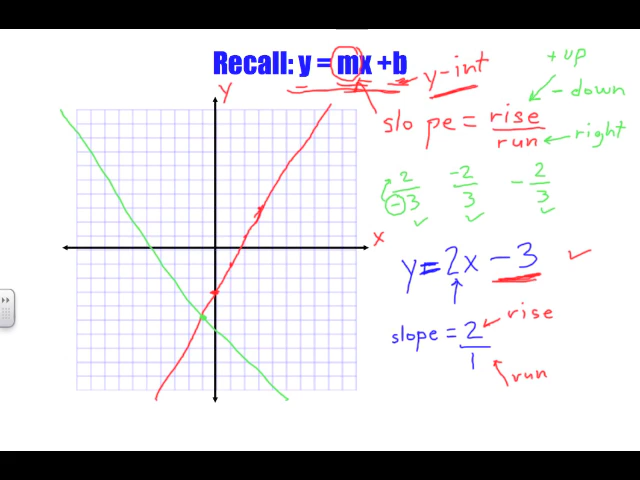 Recall: y = mx +b
y-int
+ up
- down
slope = rise
run
right
y
x
2
-3
-2
3
- 2
3
y=2x - 3
slope = 2
1
rise
run